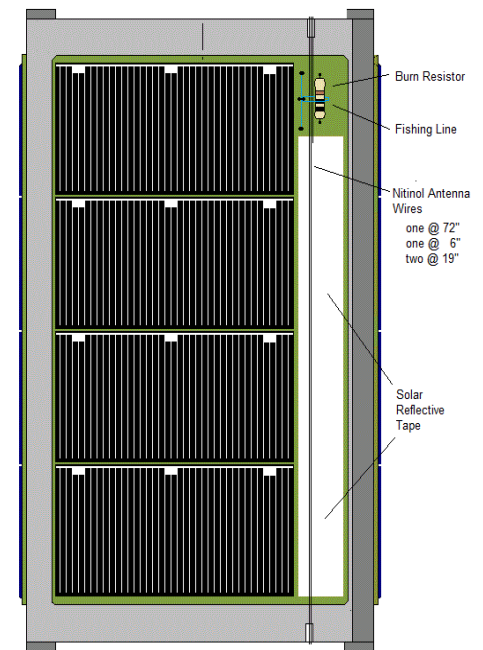 Burn Resistor
Fishing Line
Nitinol Antenna
Wires
one @ 72"
one @ 6"
two @ 19"
Solar
Reflective
Tape